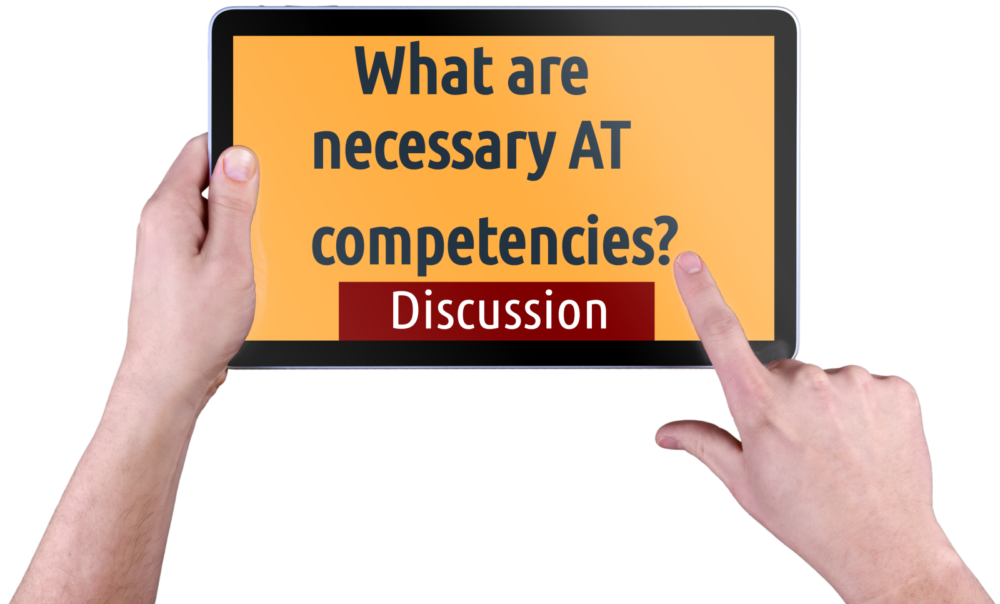 What are
necessary AT
competencies?
Discussion